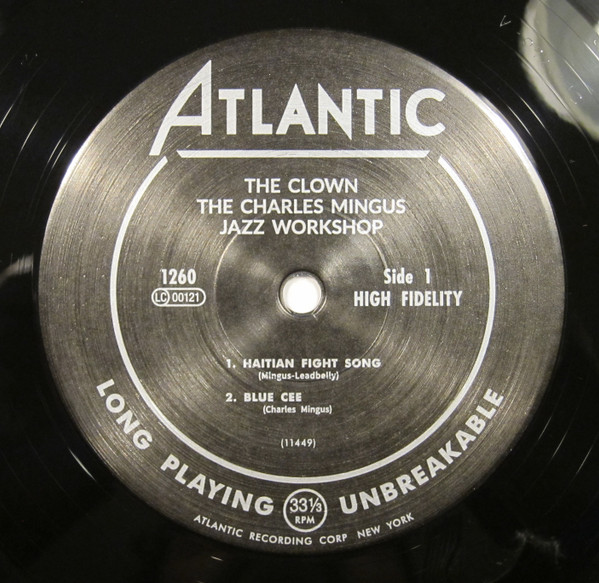 ATLANTIC
THE CLOWN
THE CHARLES MINGUS
JAZZ WORKSHOP
1260
LC 00121
Side 1
HIGH FIDELITY
1. HAITIAN FIGHT SONG
(Mingus-Leadbelly)
2. BLUE CEE
(Charles Mingus)
(11449)
LONG PLAYING 33⅓ RPM UNBREAKABLE
ATLANTIC RECORDING CORP NEW YORK